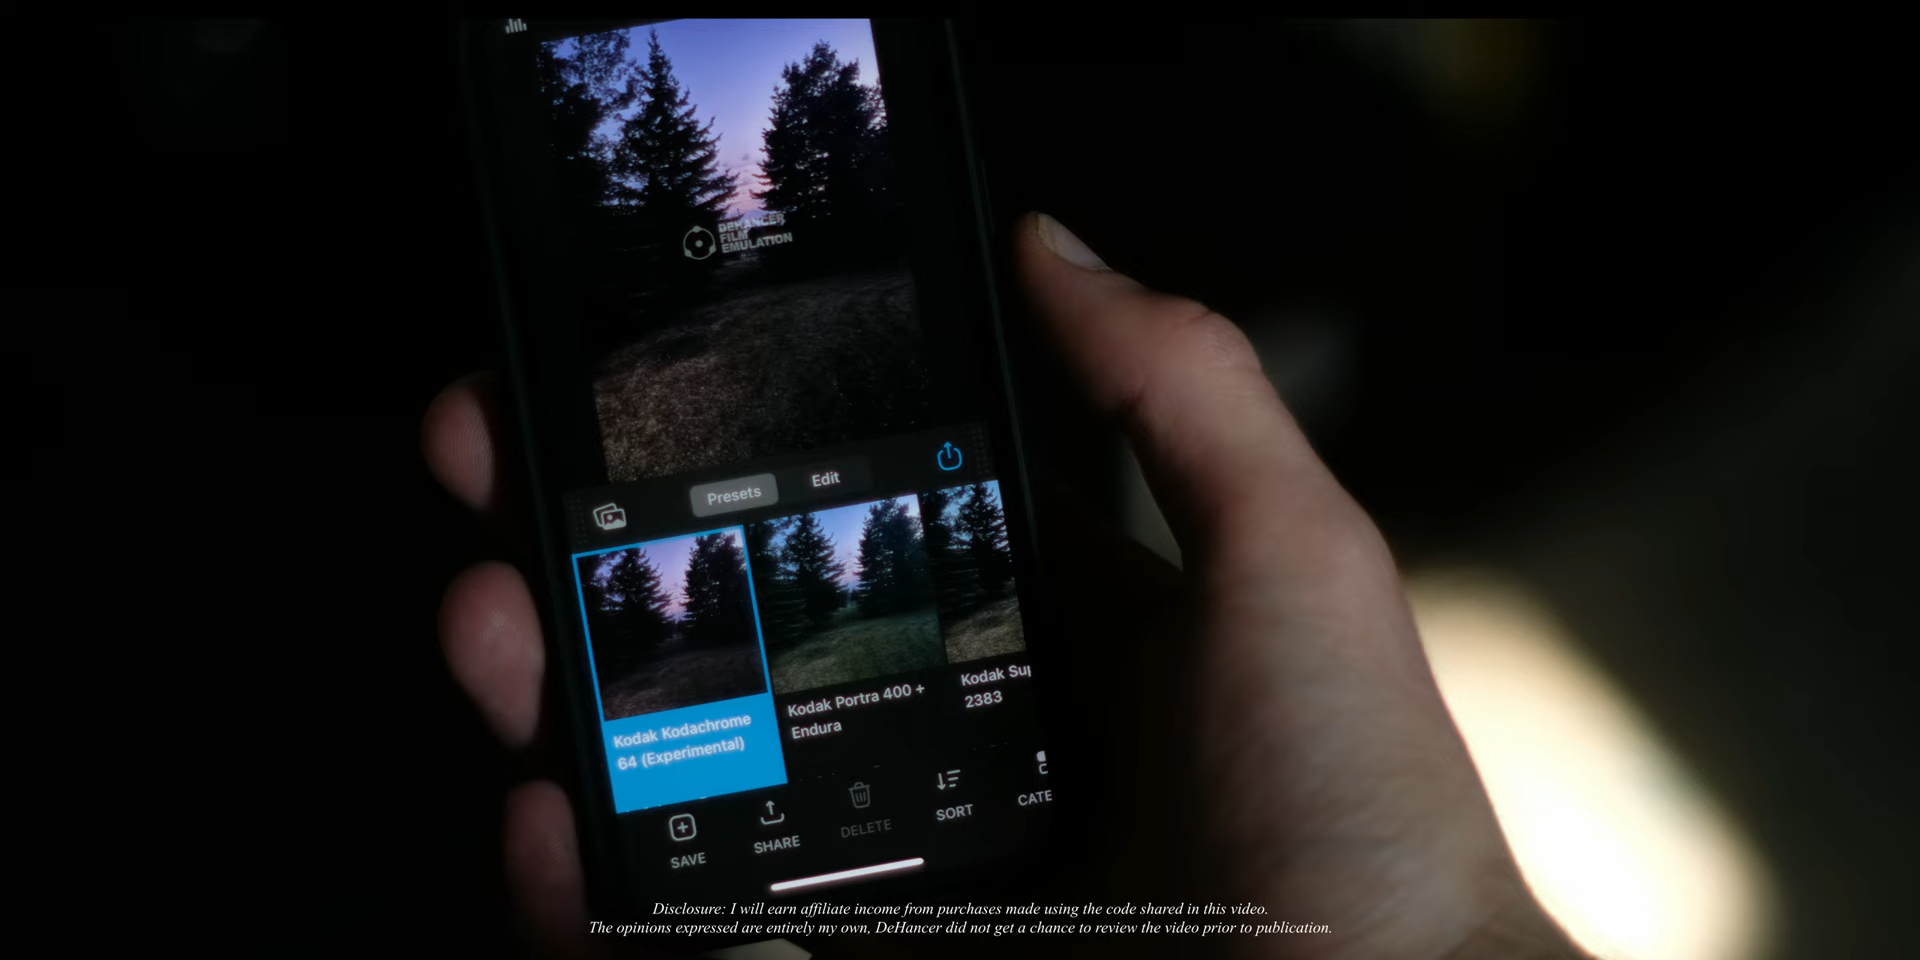 DEHANCER
FILM
EMULATION
Presets
Edit
Kodak Kodachrome
64 (Experimental)
Kodak Portra 400 +
Endura
Kodak
2383
SAVE
SHARE
DELETE
SORT
Disclosure: I will earn affiliate income from purchases made using the code shared in this video.
The opinions expressed are entirely my own, DeHancer did not get a chance to review the video prior to publication.